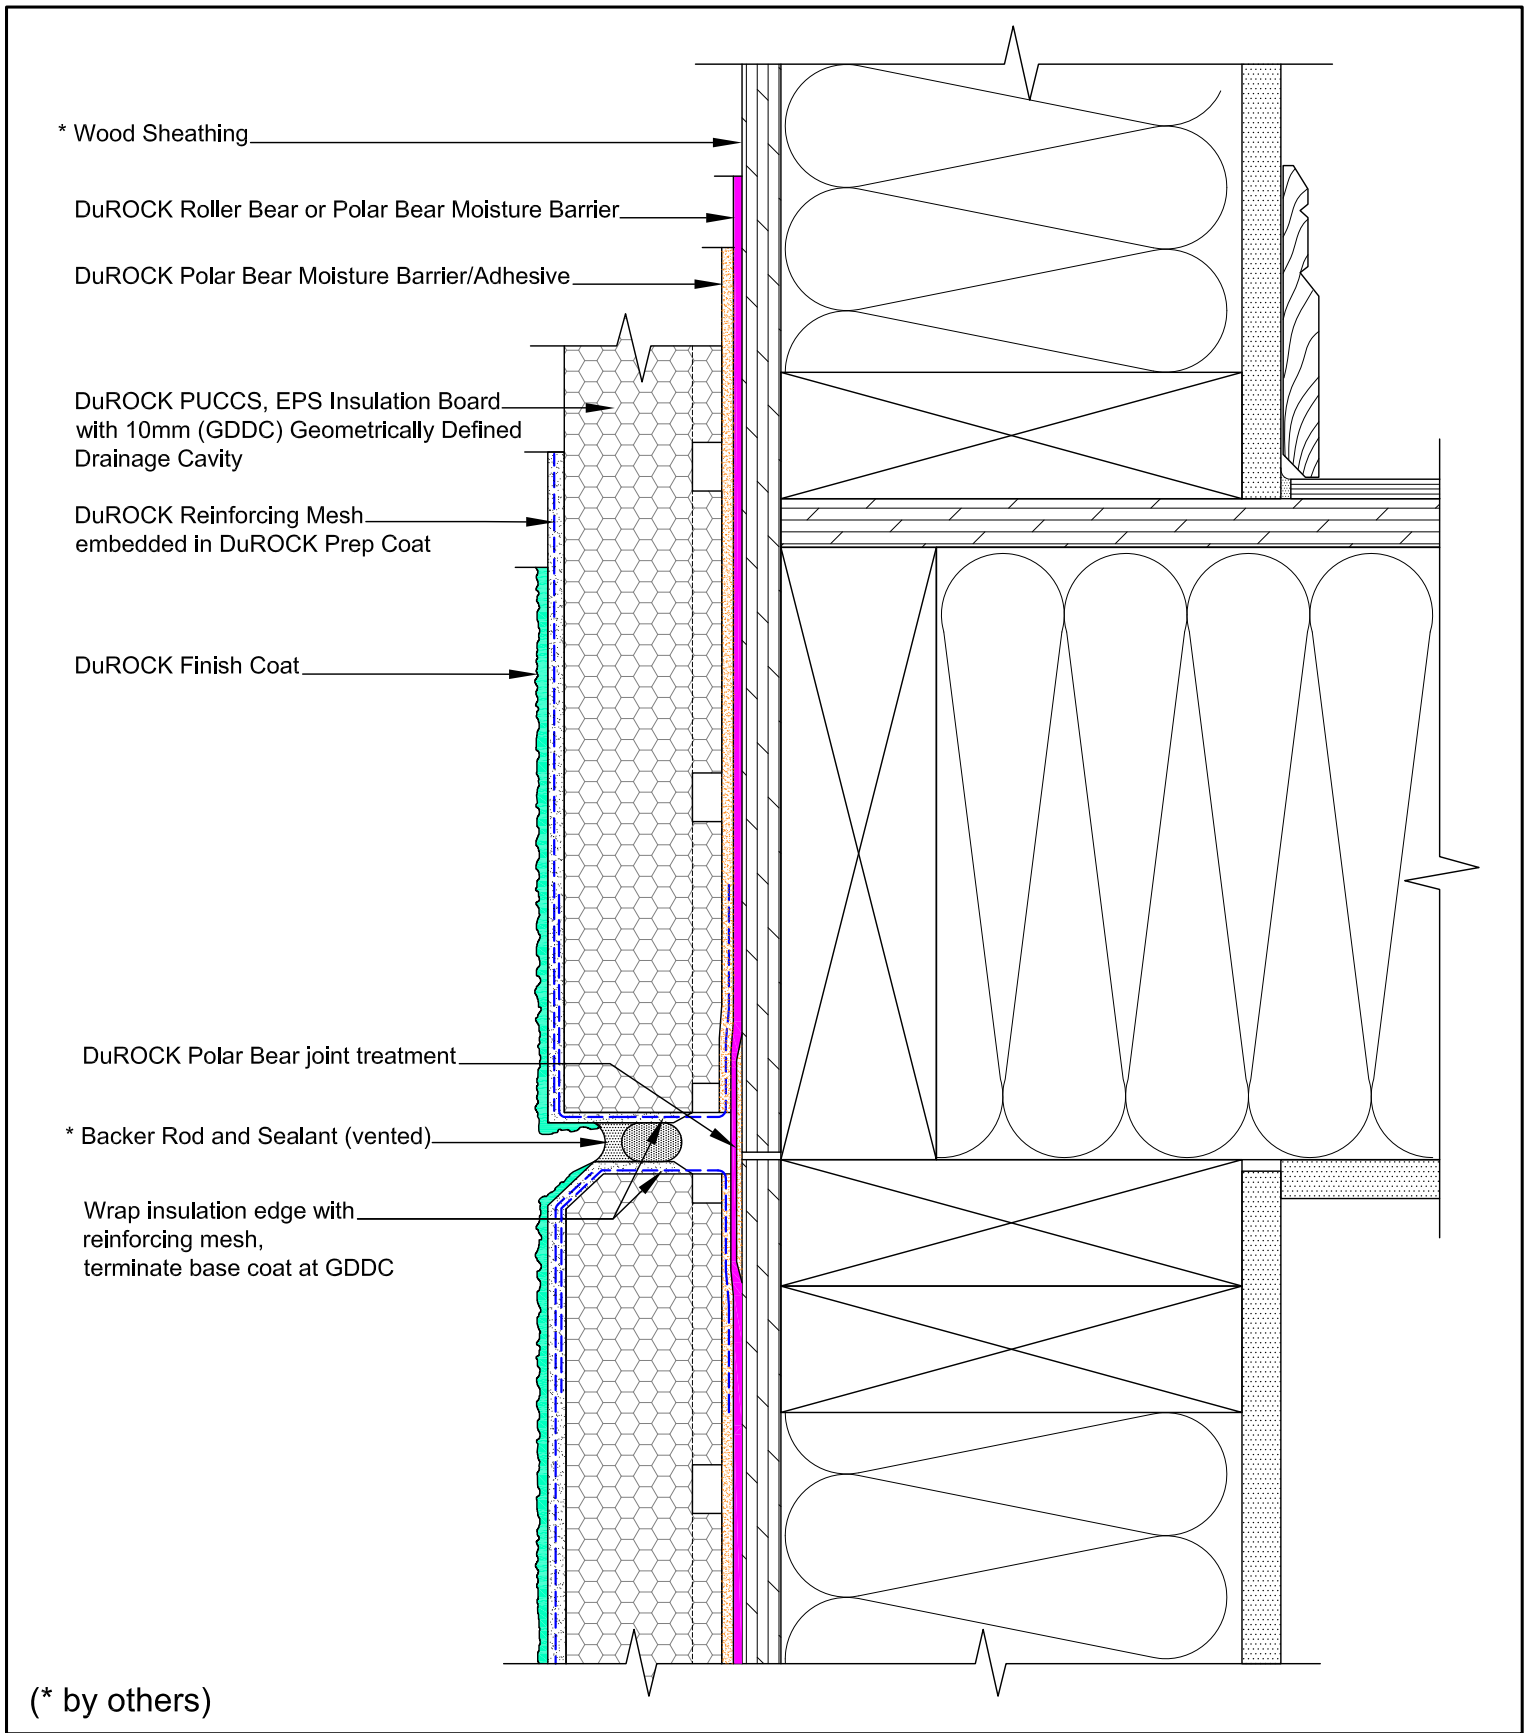 * Wood Sheathing
DuROCK Roller Bear or Polar Bear Moisture Barrier
DuROCK Polar Bear Moisture Barrier/Adhesive
DuROCK PUCCS, EPS Insulation Board
with 10mm (GDDC) Geometrically Defined
Drainage Cavity
DuROCK Reinforcing Mesh
embedded in DuROCK Prep Coat
DuROCK Finish Coat
DuROCK Polar Bear joint treatment
* Backer Rod and Sealant (vented)
Wrap insulation edge with
reinforcing mesh,
terminate base coat at GDDC
(* by others)